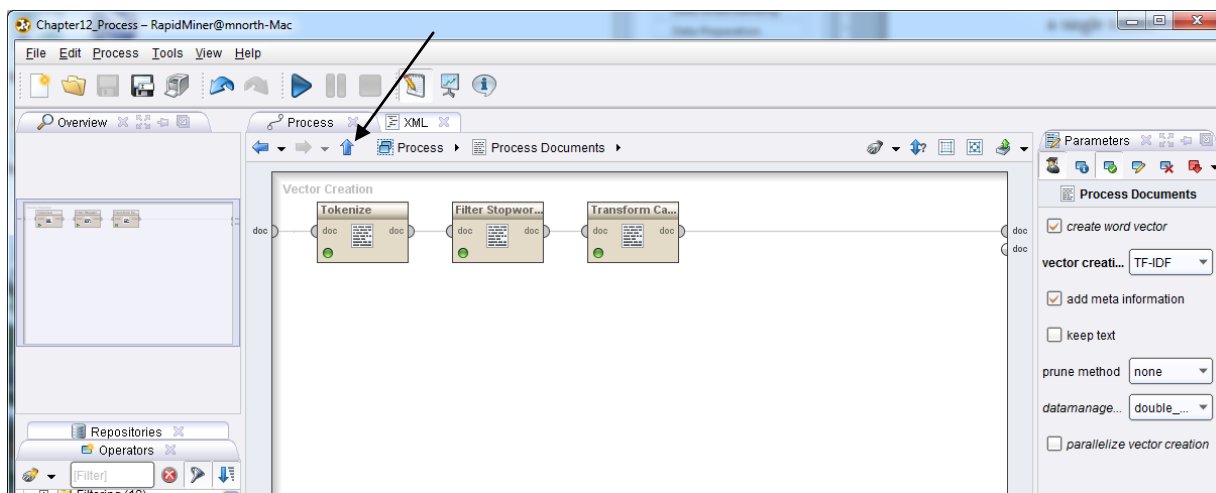 Chapter12_Process – RapidMiner@mnorth-Mac
File Edit Process Tools View Help
Overview
Process
XML
Parameters
Process
Process Documents
Process Documents
Vector Creation
Tokenize
Filter Stopwor...
Transform Ca...
doc
doc
doc
doc
doc
doc
doc
doc
doc
create word vector
vector creati...
TF-IDF
add meta information
keep text
prune method
none
datamanage...
double_...
parallelize vector creation
Repositories
Operators
[Filter]